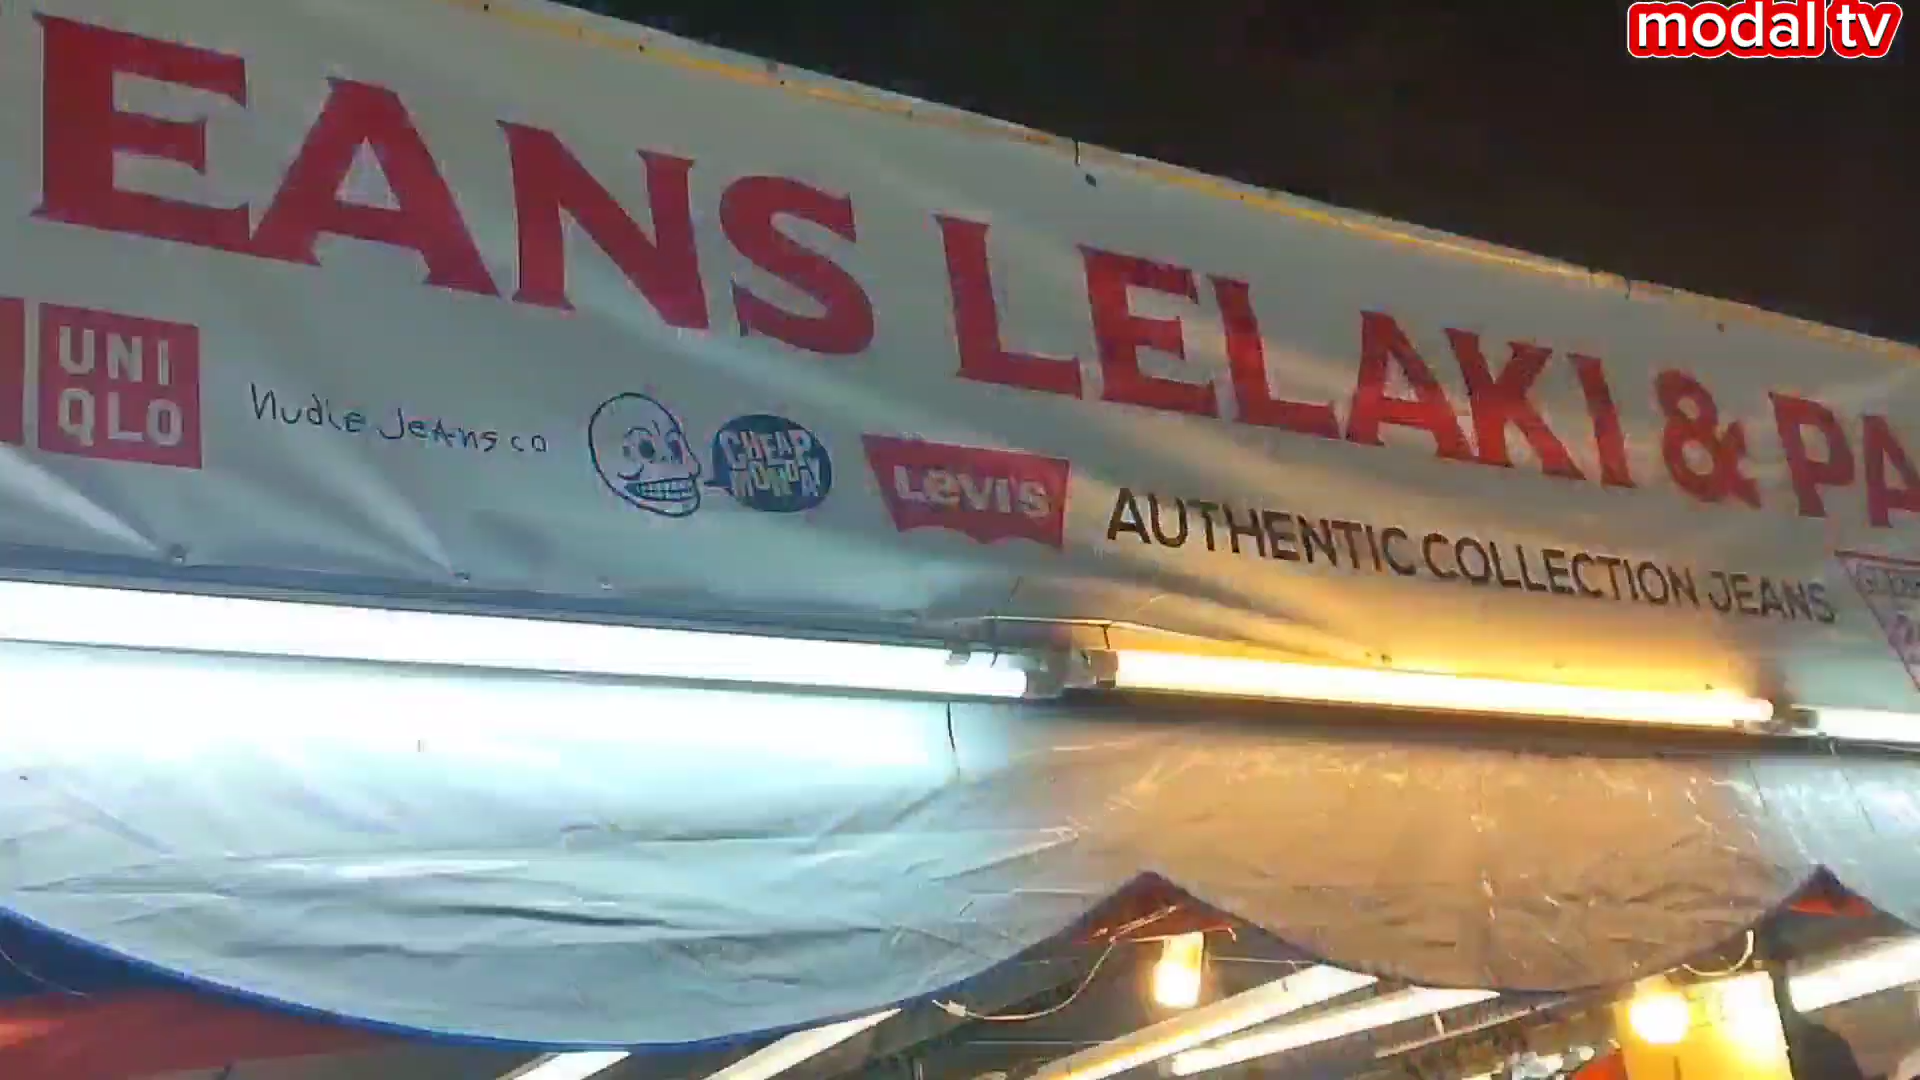 modal tv
EANS LELAKI & PA
UNI
QLO
Nudie Jeans co
CHEAP
MONDAY
LEVI'S
AUTHENTIC COLLECTION JEANS